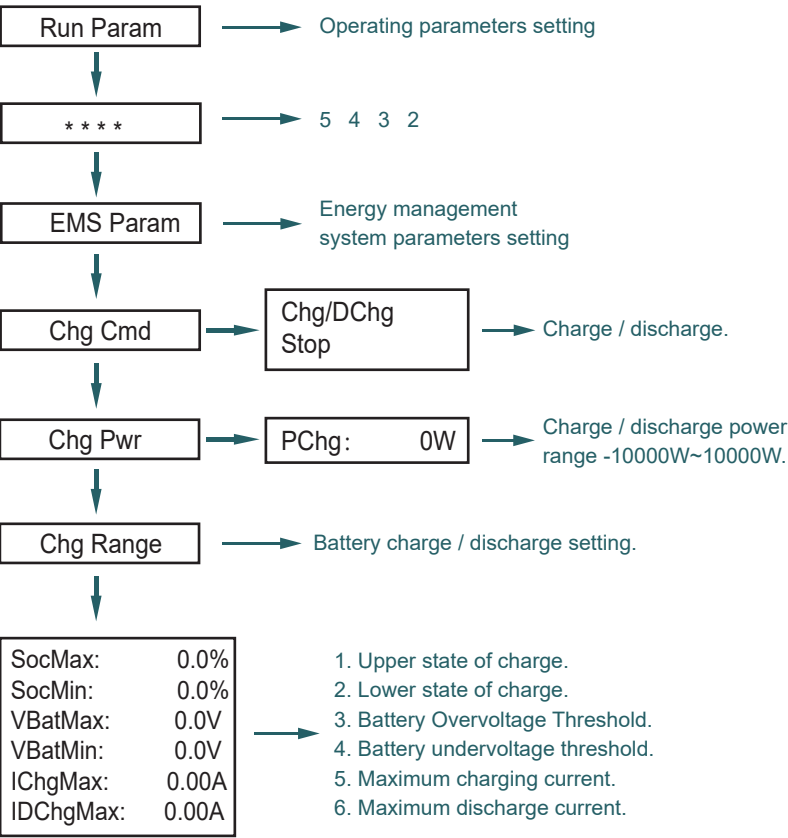 Run Param
Operating parameters setting
* * * *
5 4 3 2
EMS Param
Energy management
system parameters setting
Chg Cmd
Chg/DChg
Stop
Charge / discharge.
Chg Pwr
PChg: 0W
Charge / discharge power
range -10000W~10000W.
Chg Range
Battery charge / discharge setting.
SocMax: 0.0%
SocMin: 0.0%
VBatMax: 0.0V
VBatMin: 0.0V
IChgMax: 0.00A
IDChgMax: 0.00A
1. Upper state of charge.
2. Lower state of charge.
3. Battery Overvoltage Threshold.
4. Battery undervoltage threshold.
5. Maximum charging current.
6. Maximum discharge current.